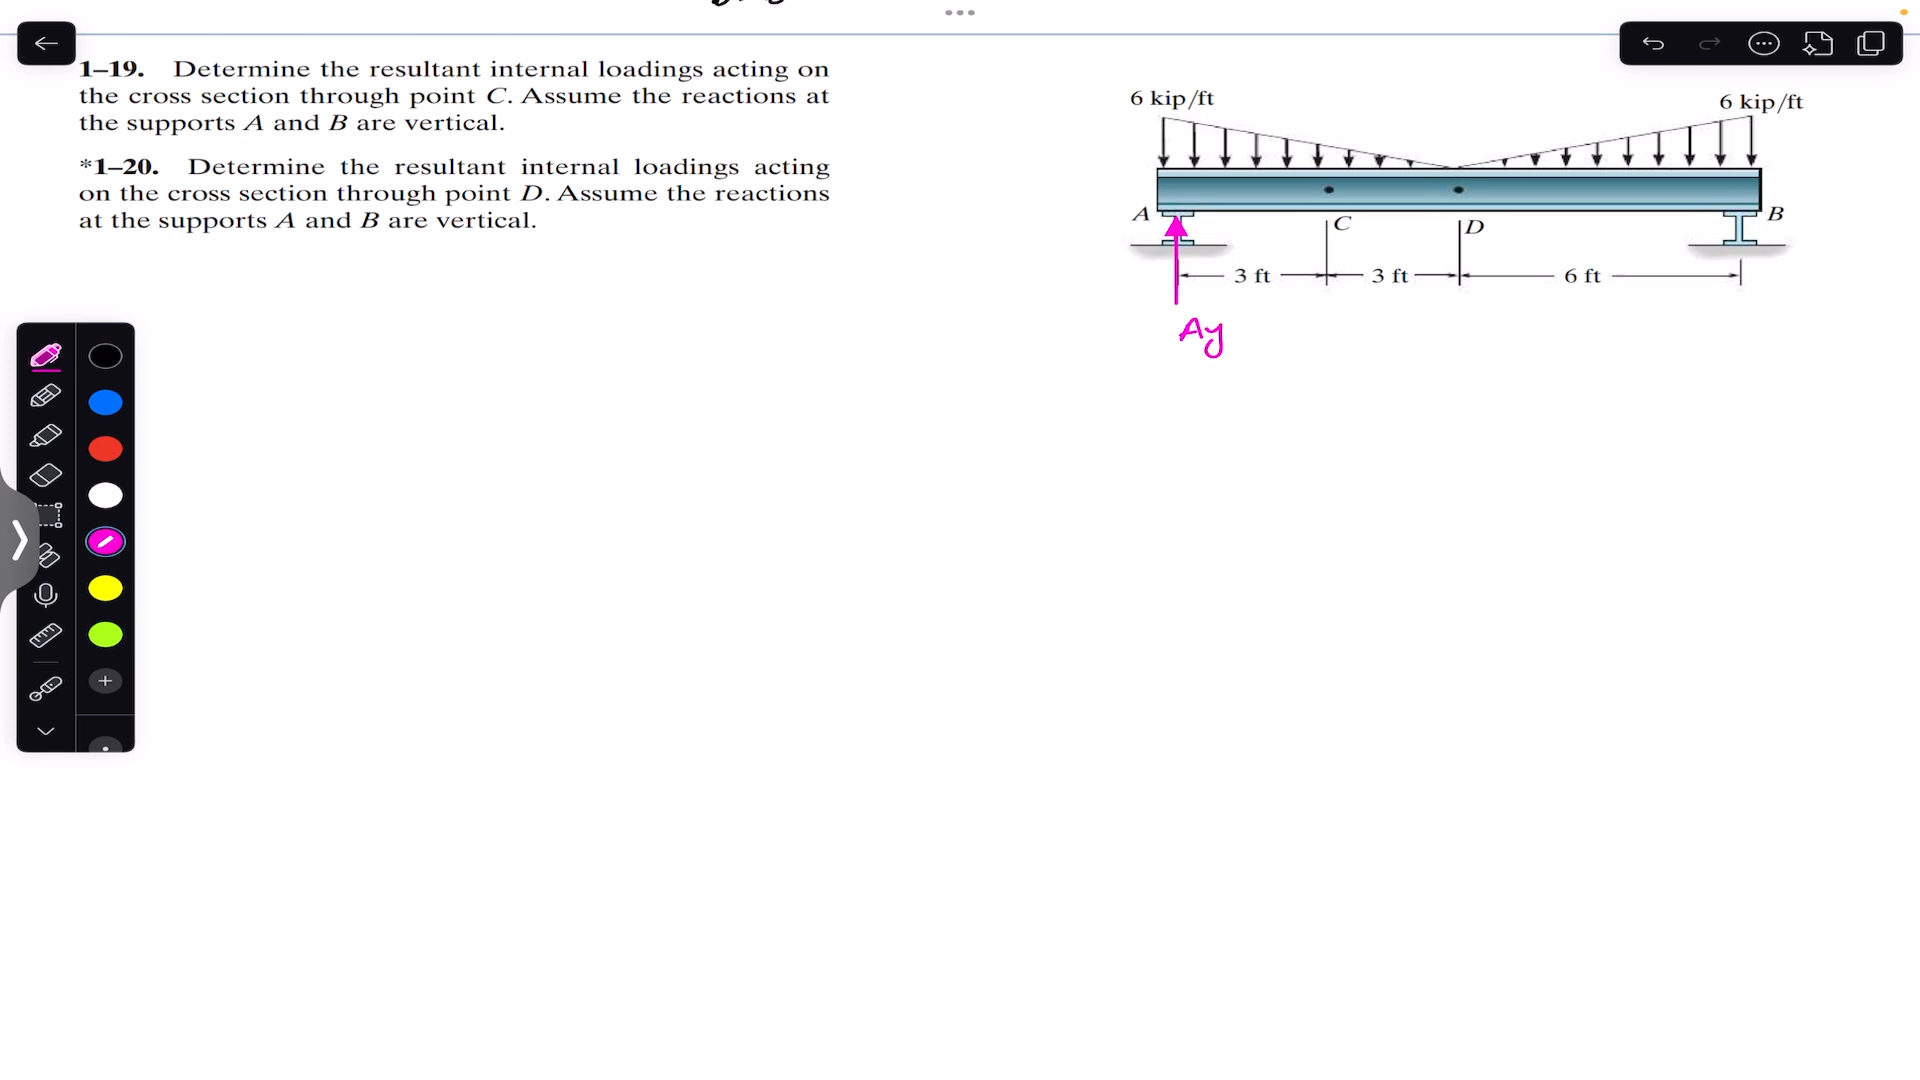 1–19. Determine the resultant internal loadings acting on
the cross section through point C. Assume the reactions at
the supports A and B are vertical.
*1–20. Determine the resultant internal loadings acting
on the cross section through point D. Assume the reactions
at the supports A and B are vertical.
6 kip/ft
6 kip/ft
A
B
C
D
3 ft
3 ft
6 ft
Ay